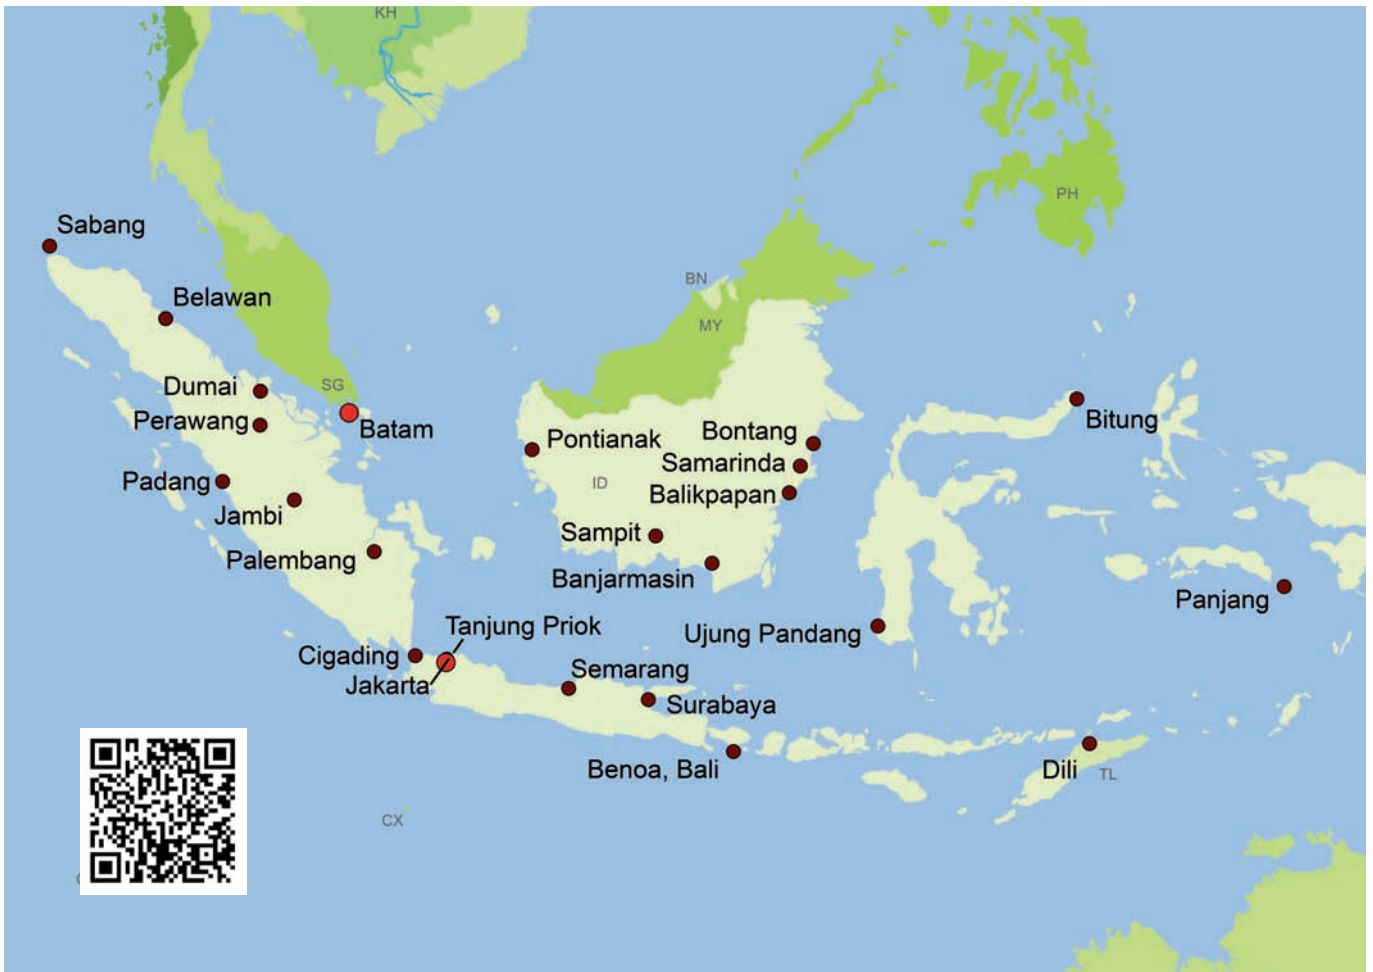 KH
PH
Sabang
BN
Belawan
MY
SG
Dumai
Perawang
Batam
Bitung
Pontianak
Bontang
Samarinda
Padang
ID
Balikpapan
Jambi
Sampit
Palembang
Banjarmasin
Panjang
Tanjung Priok
Ujung Pandang
Cigading
Jakarta
Semarang
Surabaya
Benoa, Bali
Dili
TL
CX